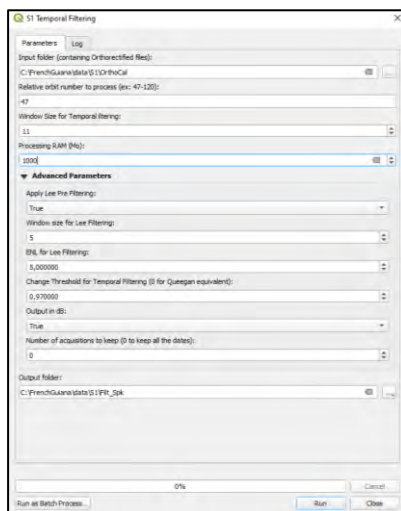 S1 Temporal Filtering
Parameters Log
Input folder (containing Orthorectified files):
C:\FrenchGuiana\data\S1\OrthoCal
Relative orbit number to process (ex: 47-120):
47
Window Size for Temporal filtering:
11
Processing RAM (Mo):
1000
Advanced Parameters
Apply Lee Pre Filtering:
True
Window size for Lee Filtering:
5
ENL for Lee Filtering:
5,000000
Change Threshold for Temporal Filtering (0 for Queegan equivalent):
0,970000
Output in dB:
True
Number of acquisitions to keep (0 to keep all the dates):
0
Output folder:
C:\FrenchGuiana\data\S1\Filt_Spk
0% Cancel
Run as Batch Process... Run Close